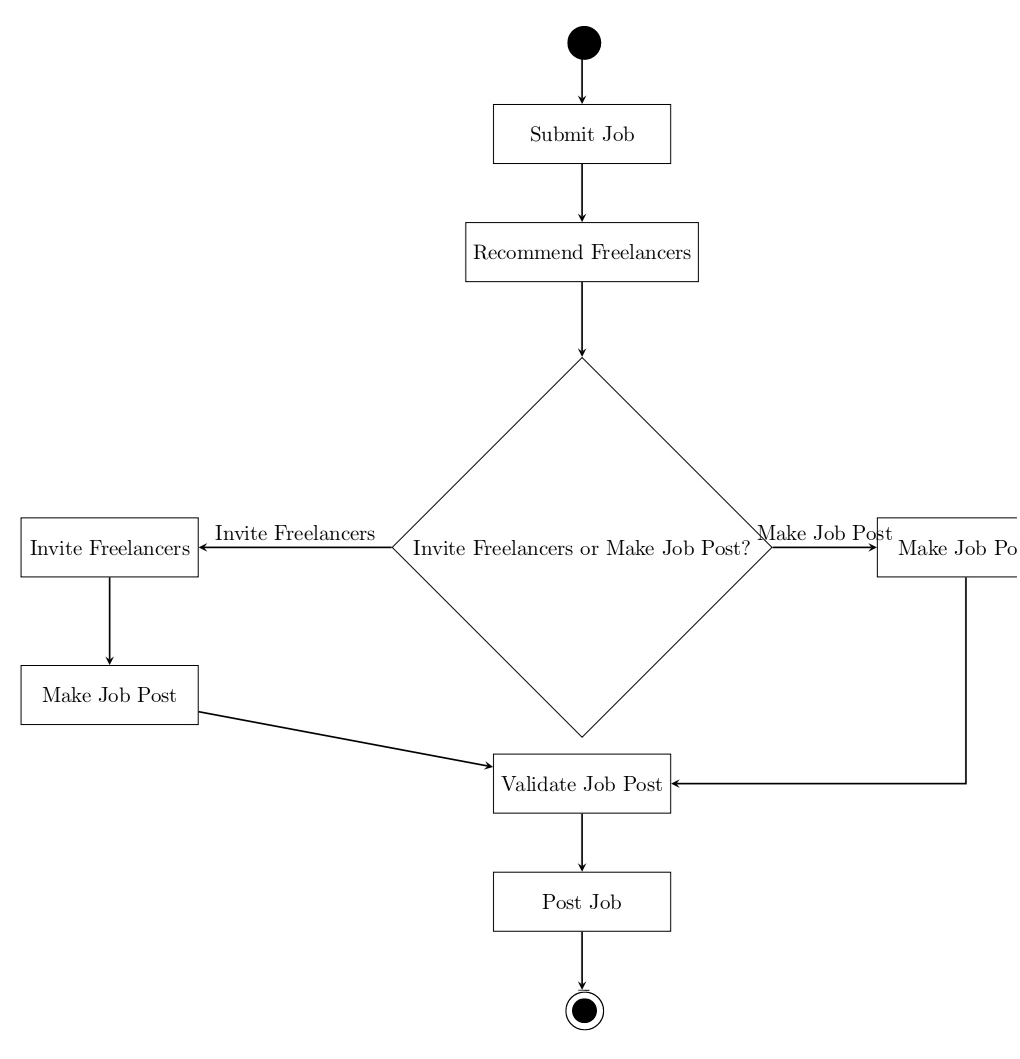 Submit Job
Recommend Freelancers
Invite Freelancers
Make Job Post
Invite Freelancers
Invite Freelancers or Make Job Post?
Make Job Po
Make Job Post
Validate Job Post
Post Job